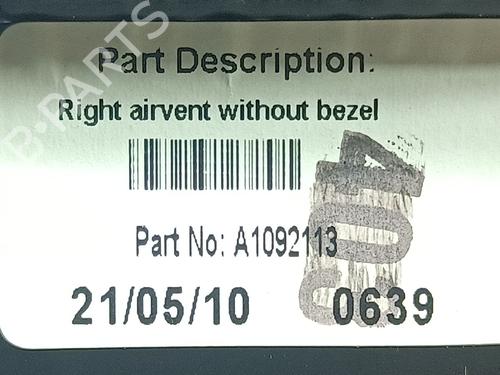 Part Description:
Right airvent without bezel
Part No: A1092113
21/05/10 0639
B-PARTS